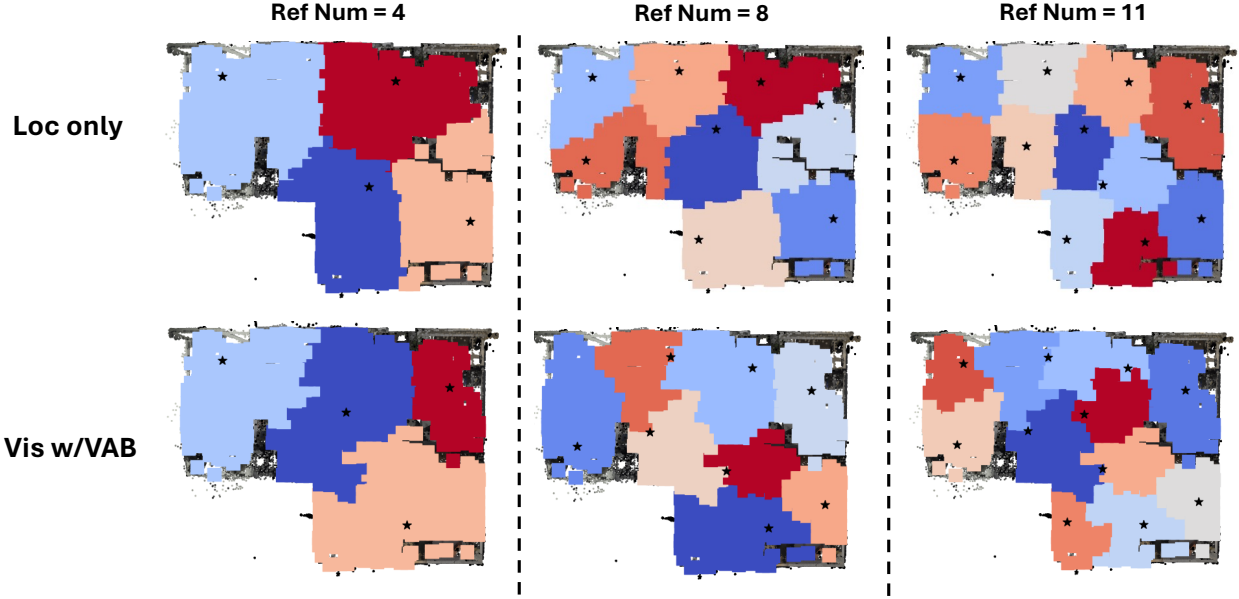 Ref Num = 4
Ref Num = 8
Ref Num = 11
Loc only
Vis w/VAB